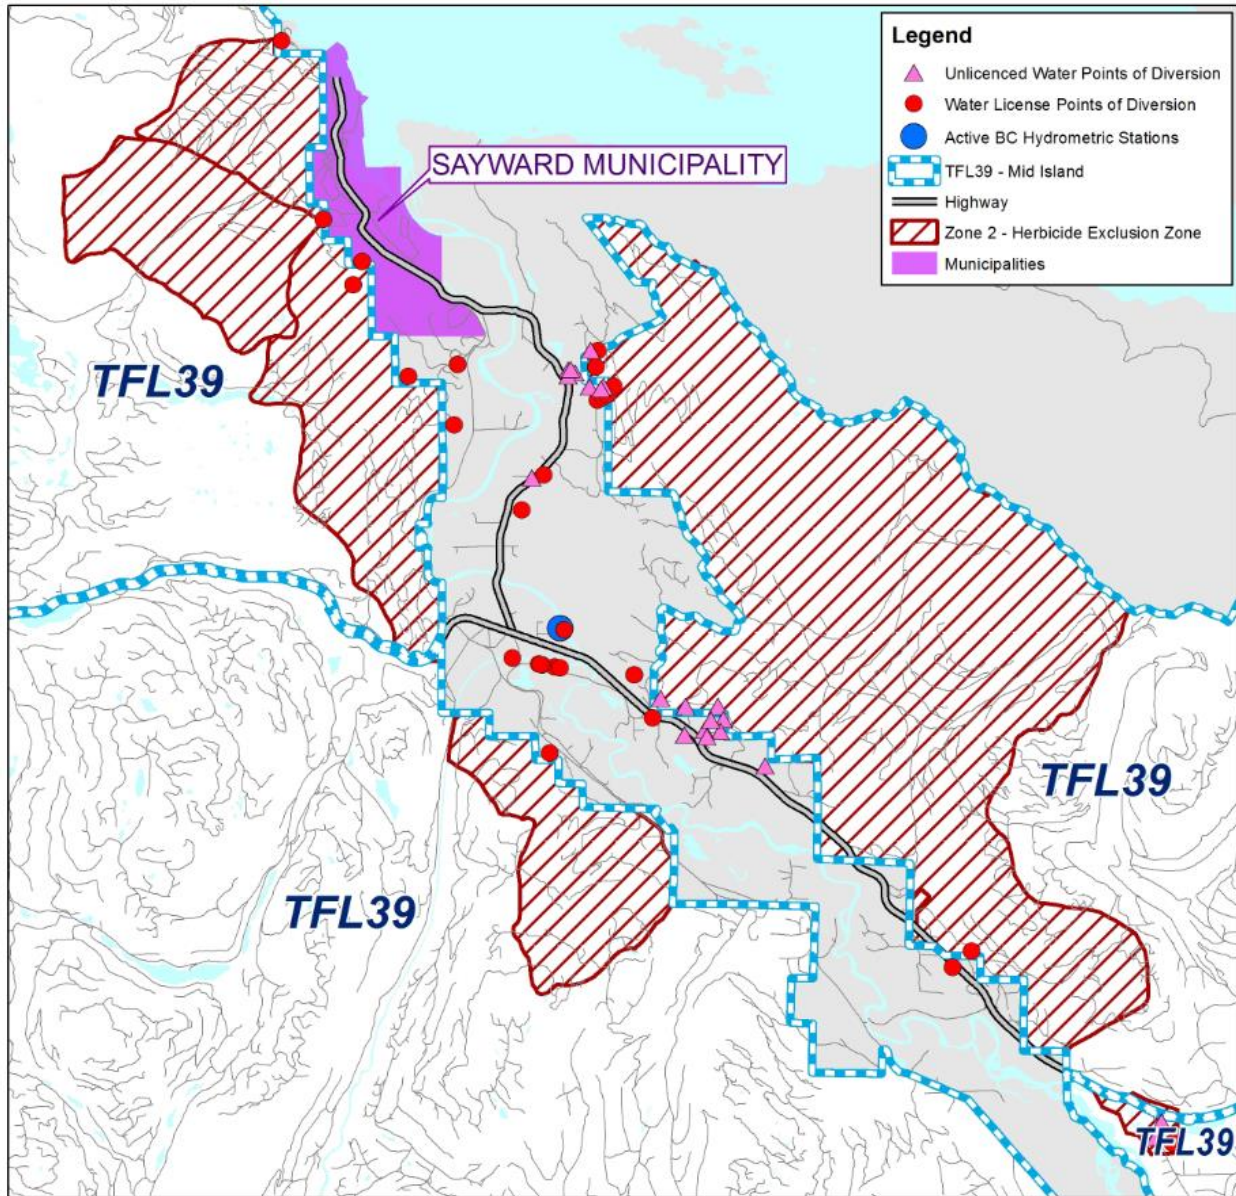 Legend
Unlicenced Water Points of Diversion
Water License Points of Diversion
Active BC Hydrometric Stations
TFL39 - Mid Island
Highway
Zone 2 - Herbicide Exclusion Zone
Municipalities
SAYWARD MUNICIPALITY
TFL39
TFL39
TFL39
TFL39